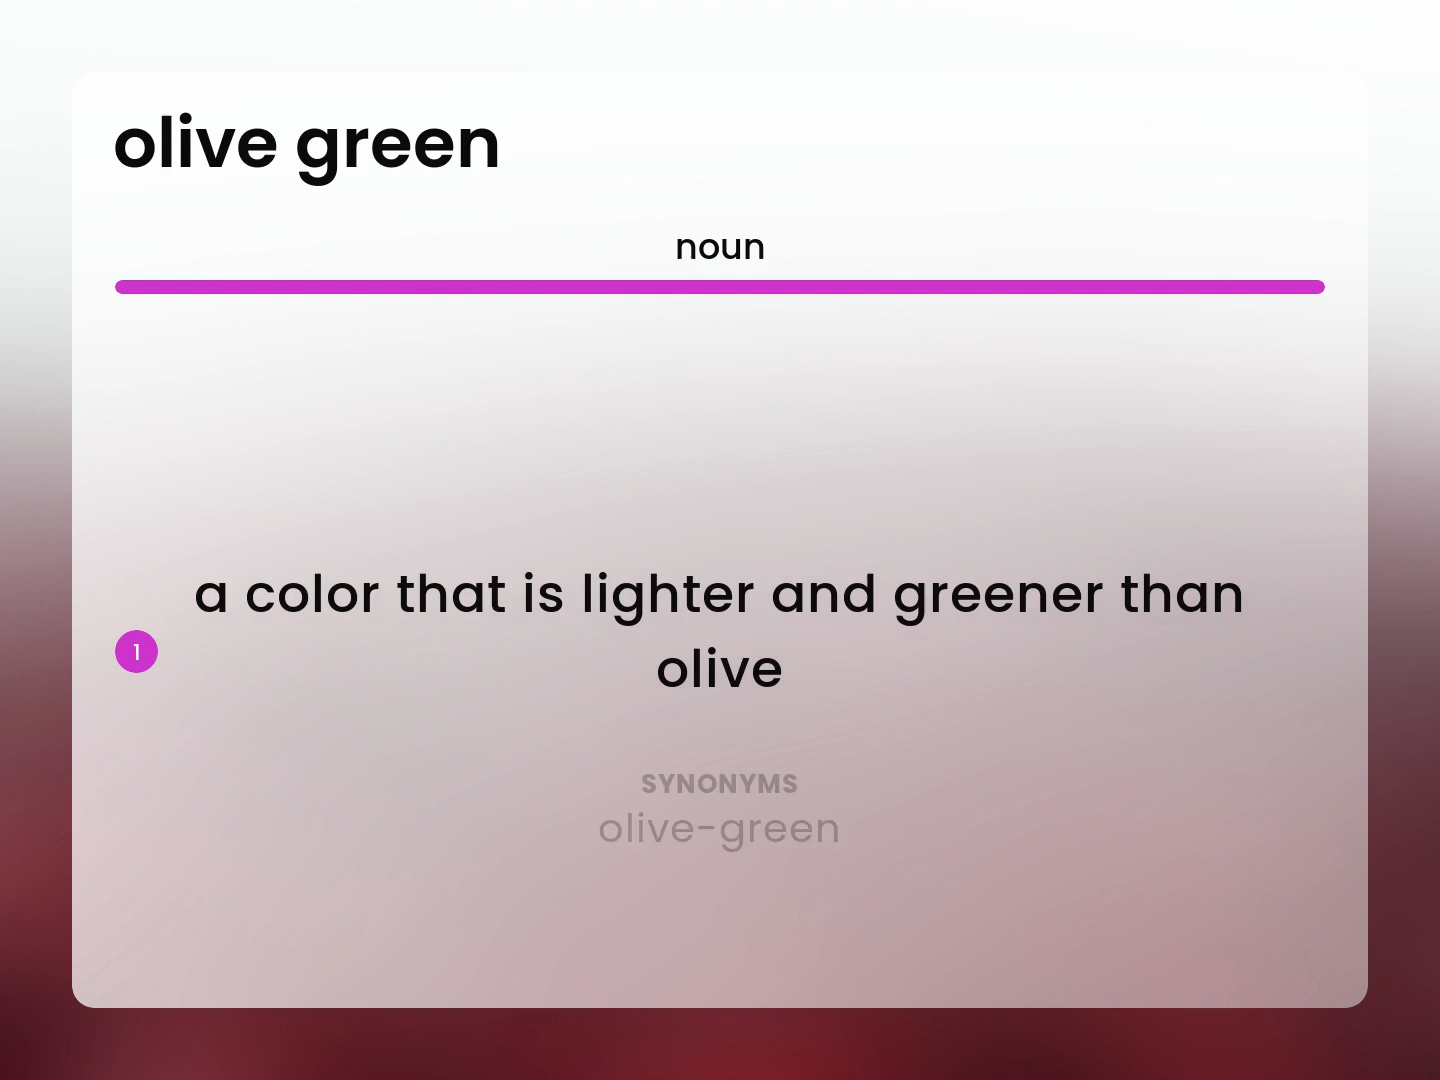 olive green
noun
a color that is lighter and greener than
1
olive
SYNONYMS
olive-green